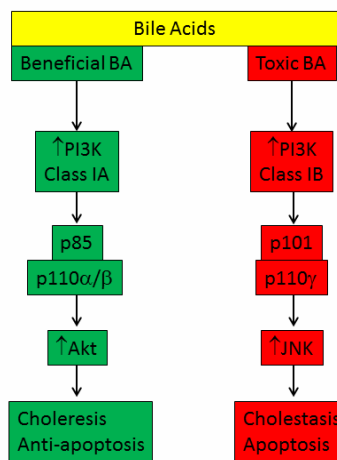 Bile Acids
Beneficial BA
Toxic BA
↑PI3K
Class IA
↑PI3K
Class IB
p85
p101
p110α/β
p110γ
↑Akt
↑JNK
Choleresis
Anti-apoptosis
Cholestasis
Apoptosis